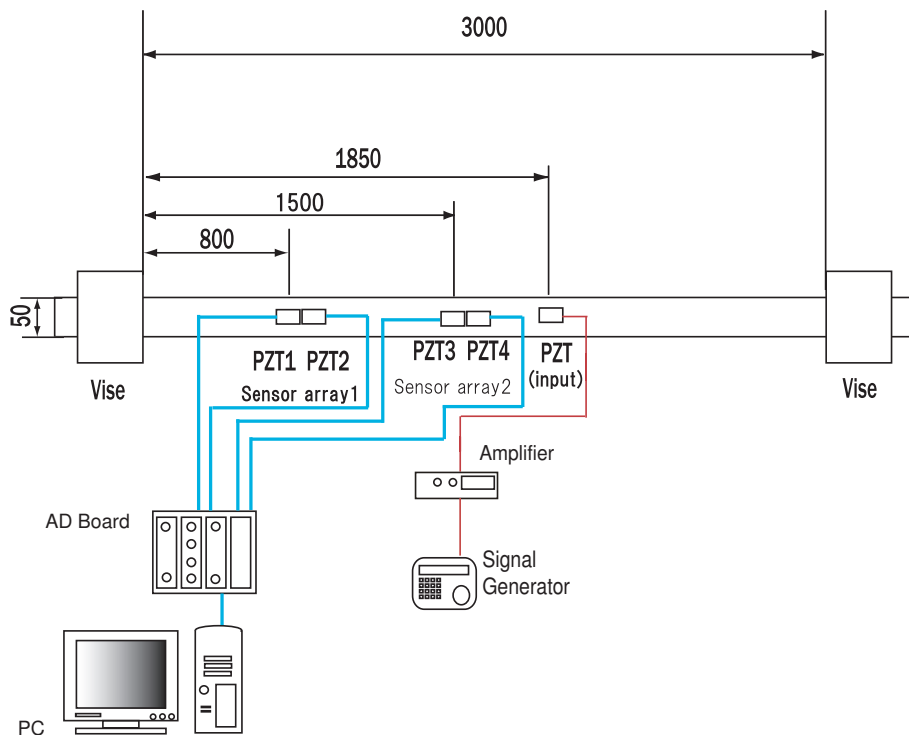 3000
1850
1500
800
50
PZT1 PZT2
PZT3 PZT4
PZT
(input)
Sensor array1
Sensor array2
Vise
Vise
Amplifier
AD Board
Signal
Generator
PC